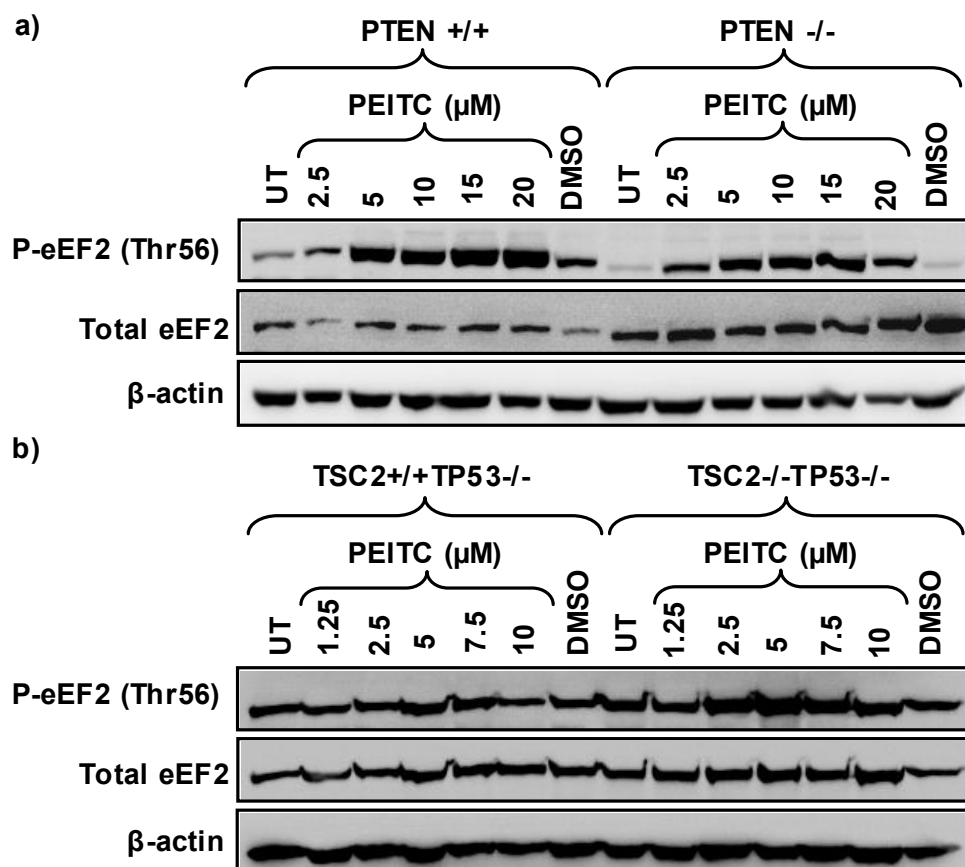 a)
PTEN +/+ PTEN -/-
PEITC (µM) PEITC (µM)
UT 2.5 5 10 15 20 DMSO UT 2.5 5 10 15 20 DMSO
P-eEF2 (Thr56)
Total eEF2
β-actin
b)
TSC2+/+TP53-/- TSC2-/-TP53-/-
PEITC (µM) PEITC (µM)
UT 1.25 2.5 5 7.5 10 DMSO UT 1.25 2.5 5 7.5 10 DMSO
P-eEF2 (Thr56)
Total eEF2
β-actin